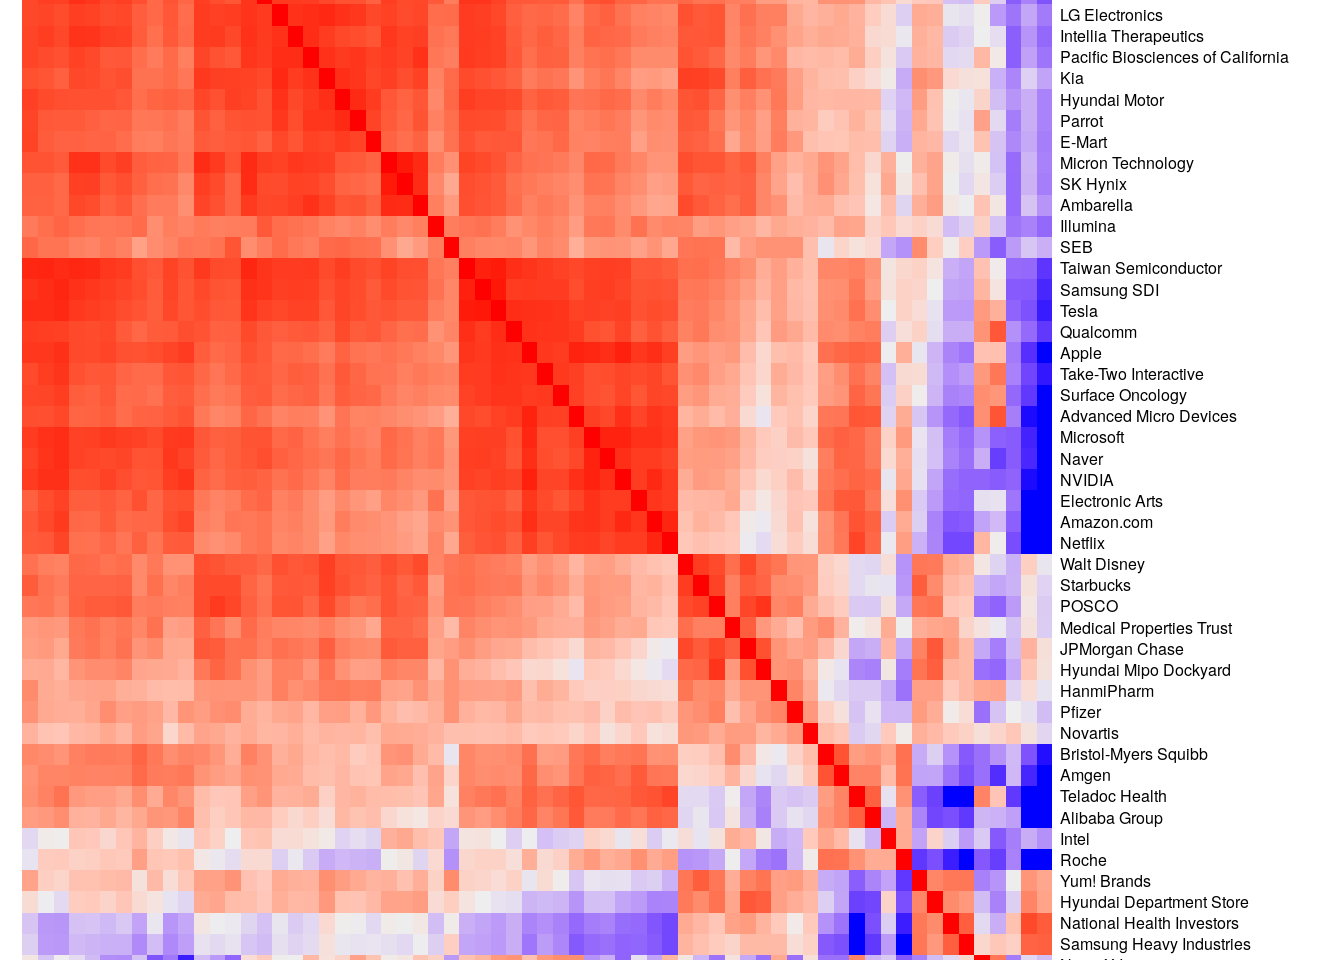 LG Electronics
Intellia Therapeutics
Pacific Biosciences of California
Kia
Hyundai Motor
Parrot
E-Mart
Micron Technology
SK Hynix
Ambarella
Illumina
SEB
Taiwan Semiconductor
Samsung SDI
Tesla
Qualcomm
Apple
Take-Two Interactive
Surface Oncology
Advanced Micro Devices
Microsoft
Naver
NVIDIA
Electronic Arts
Amazon.com
Netflix
Walt Disney
Starbucks
POSCO
Medical Properties Trust
JPMorgan Chase
Hyundai Mipo Dockyard
HanmiPharm
Pfizer
Novartis
Bristol-Myers Squibb
Amgen
Teladoc Health
Alibaba Group
Intel
Roche
Yum! Brands
Hyundai Department Store
National Health Investors
Samsung Heavy Industries